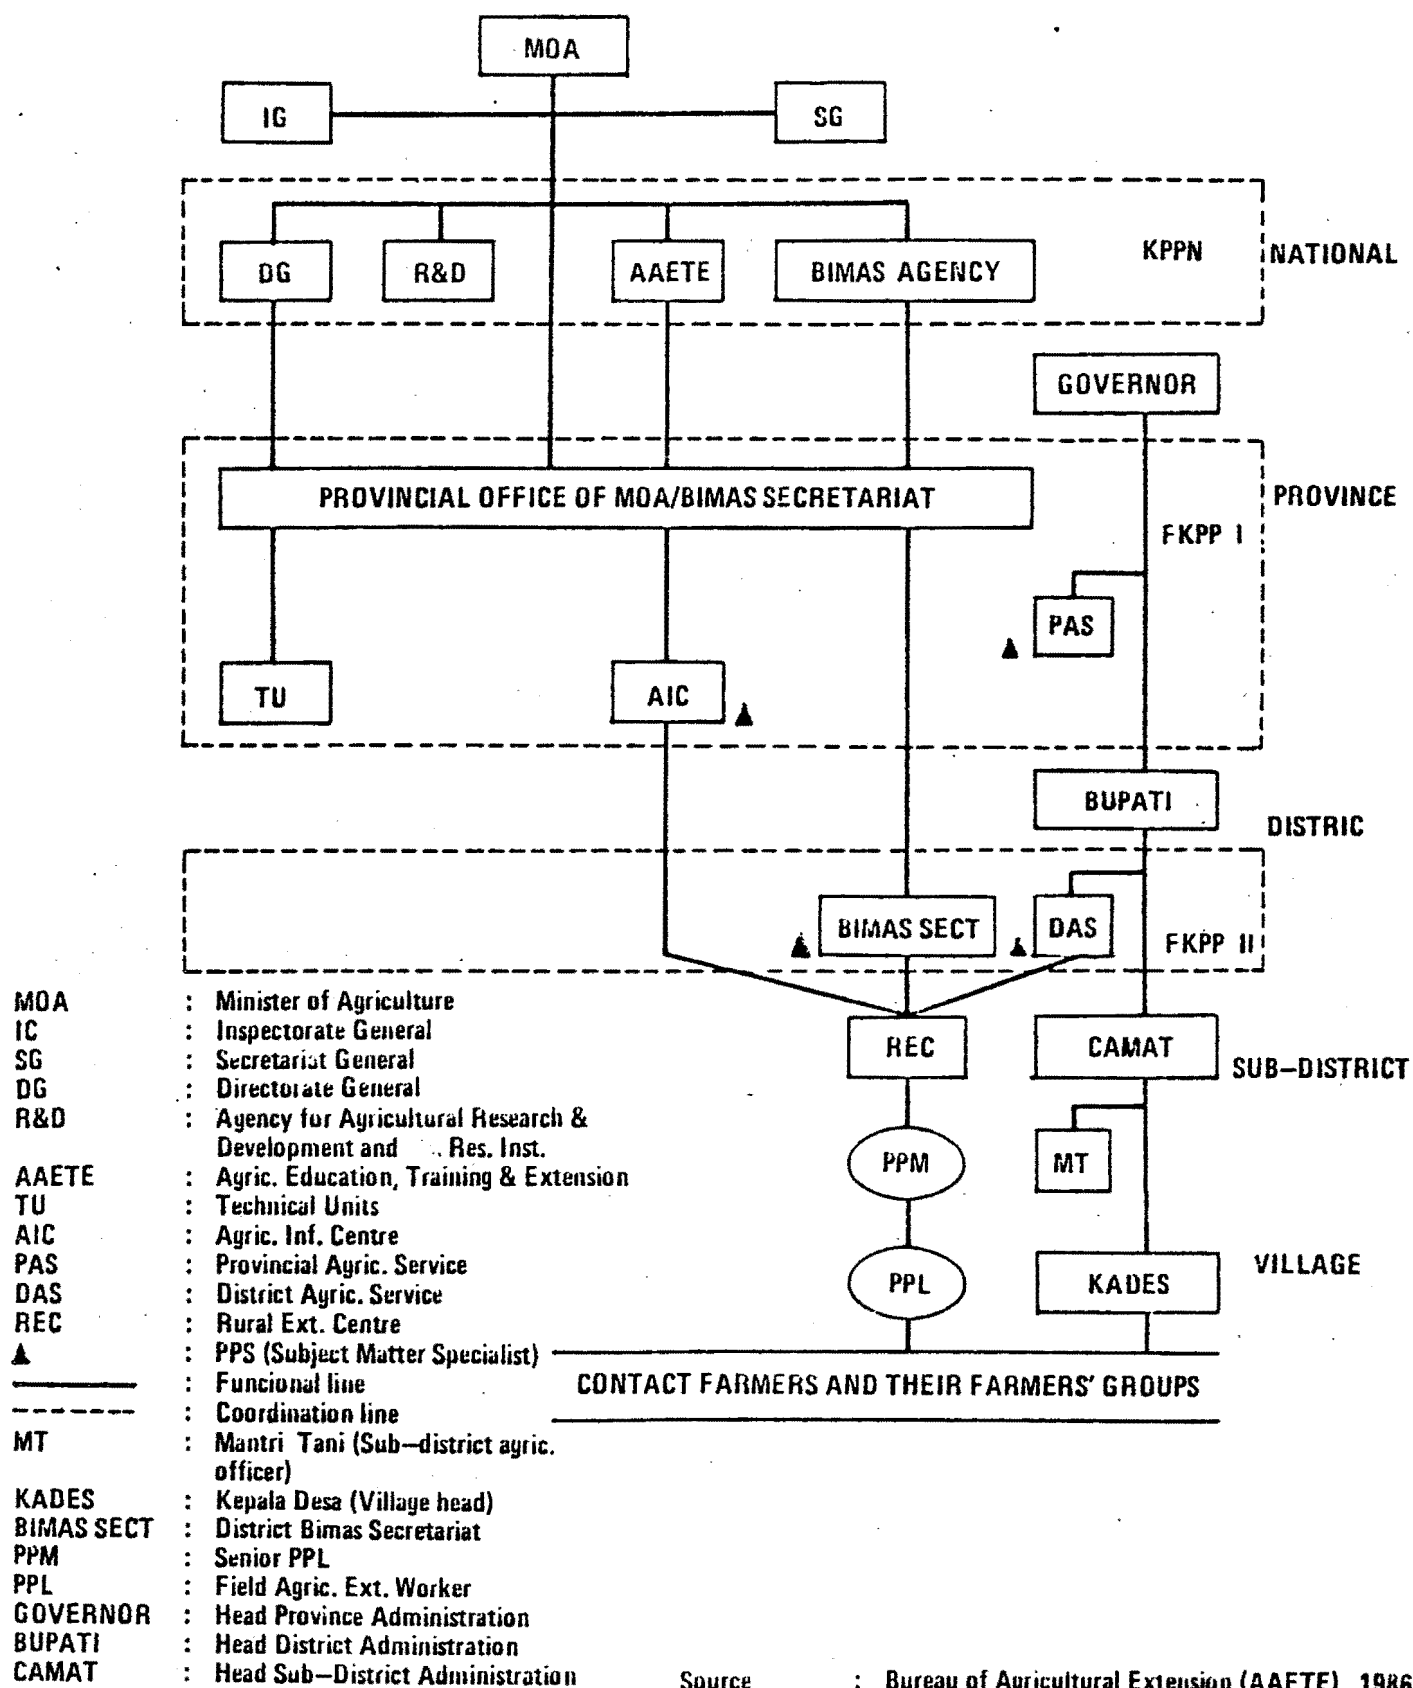 MOA
IG
SG
DG
R&D
AAETE
BIMAS AGENCY
KPPN
NATIONAL
GOVERNOR
PROVINCIAL OFFICE OF MOA/BIMAS SECRETARIAT
PROVINCE
FKPP I
PAS
TU
AIC
BUPATI
DISTRIC
BIMAS SECT
DAS
FKPP II
REC
CAMAT
SUB–DISTRICT
PPM
MT
PPL
KADES
VILLAGE
CONTACT FARMERS AND THEIR FARMERS' GROUPS
MOA : Minister of Agriculture
IC : Inspectorate General
SG : Secretariat General
DG : Directorate General
R&D : Agency for Agricultural Research &
Development and Res. Inst.
AAETE : Agric. Education, Training & Extension
TU : Technical Units
AIC : Agric. Inf. Centre
PAS : Provincial Agric. Service
DAS : District Agric. Service
REC : Rural Ext. Centre
▲ : PPS (Subject Matter Specialist)
: Funcional line
: Coordination line
MT : Mantri Tani (Sub–district agric.
officer)
KADES : Kepala Desa (Village head)
BIMAS SECT : District Bimas Secretariat
PPM : Senior PPL
PPL : Field Agric. Ext. Worker
GOVERNOR : Head Province Administration
BUPATI : Head District Administration
CAMAT : Head Sub–District Administration
Source : Bureau of Agricultural Extension (AAETE) 1986